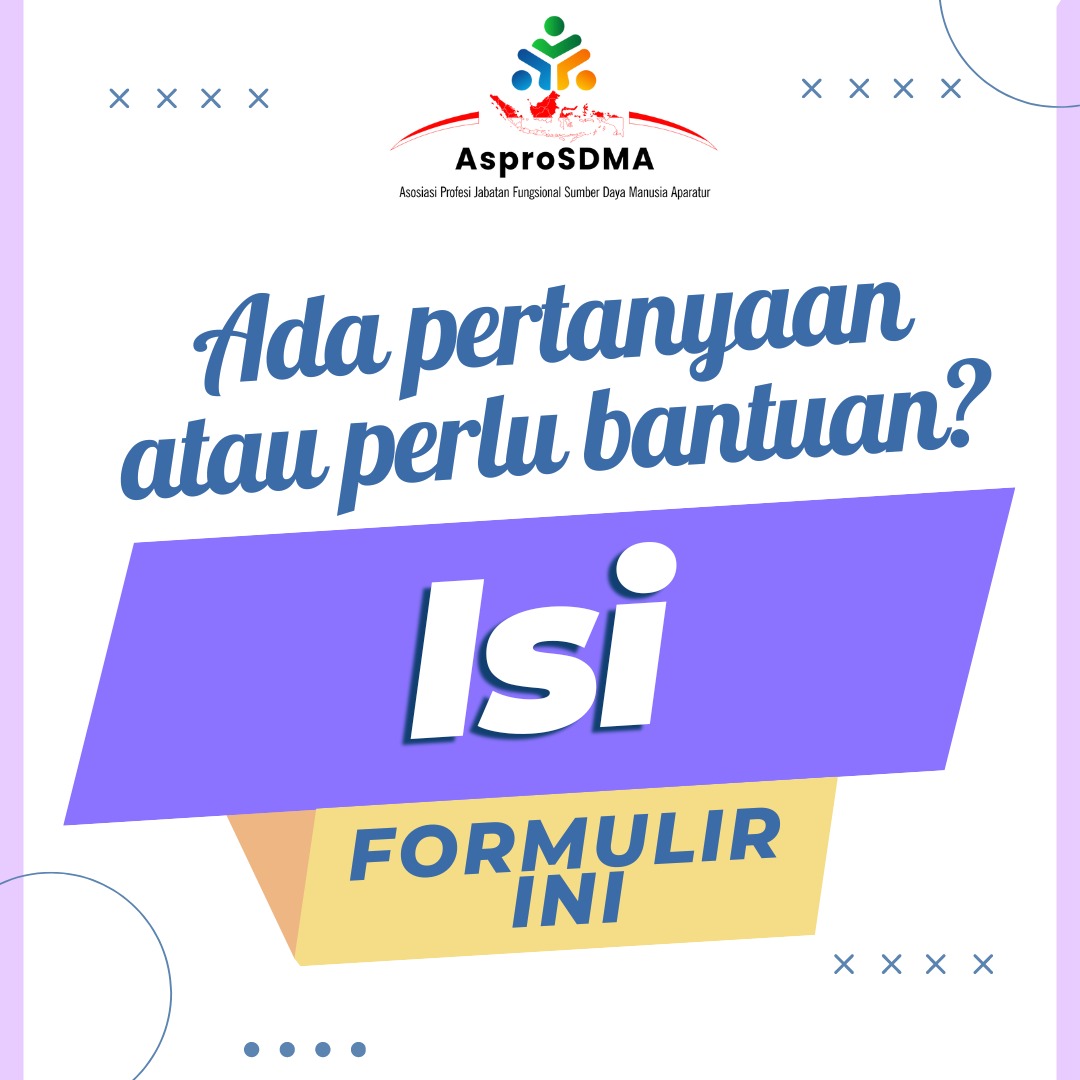 AsproSDMA
Asosiasi Profesi Jabatan Fungsional Sumber Daya Manusia Aparatur
Ada pertanyaan
atau perlu bantuan?
Isi
FORMULIR
INI